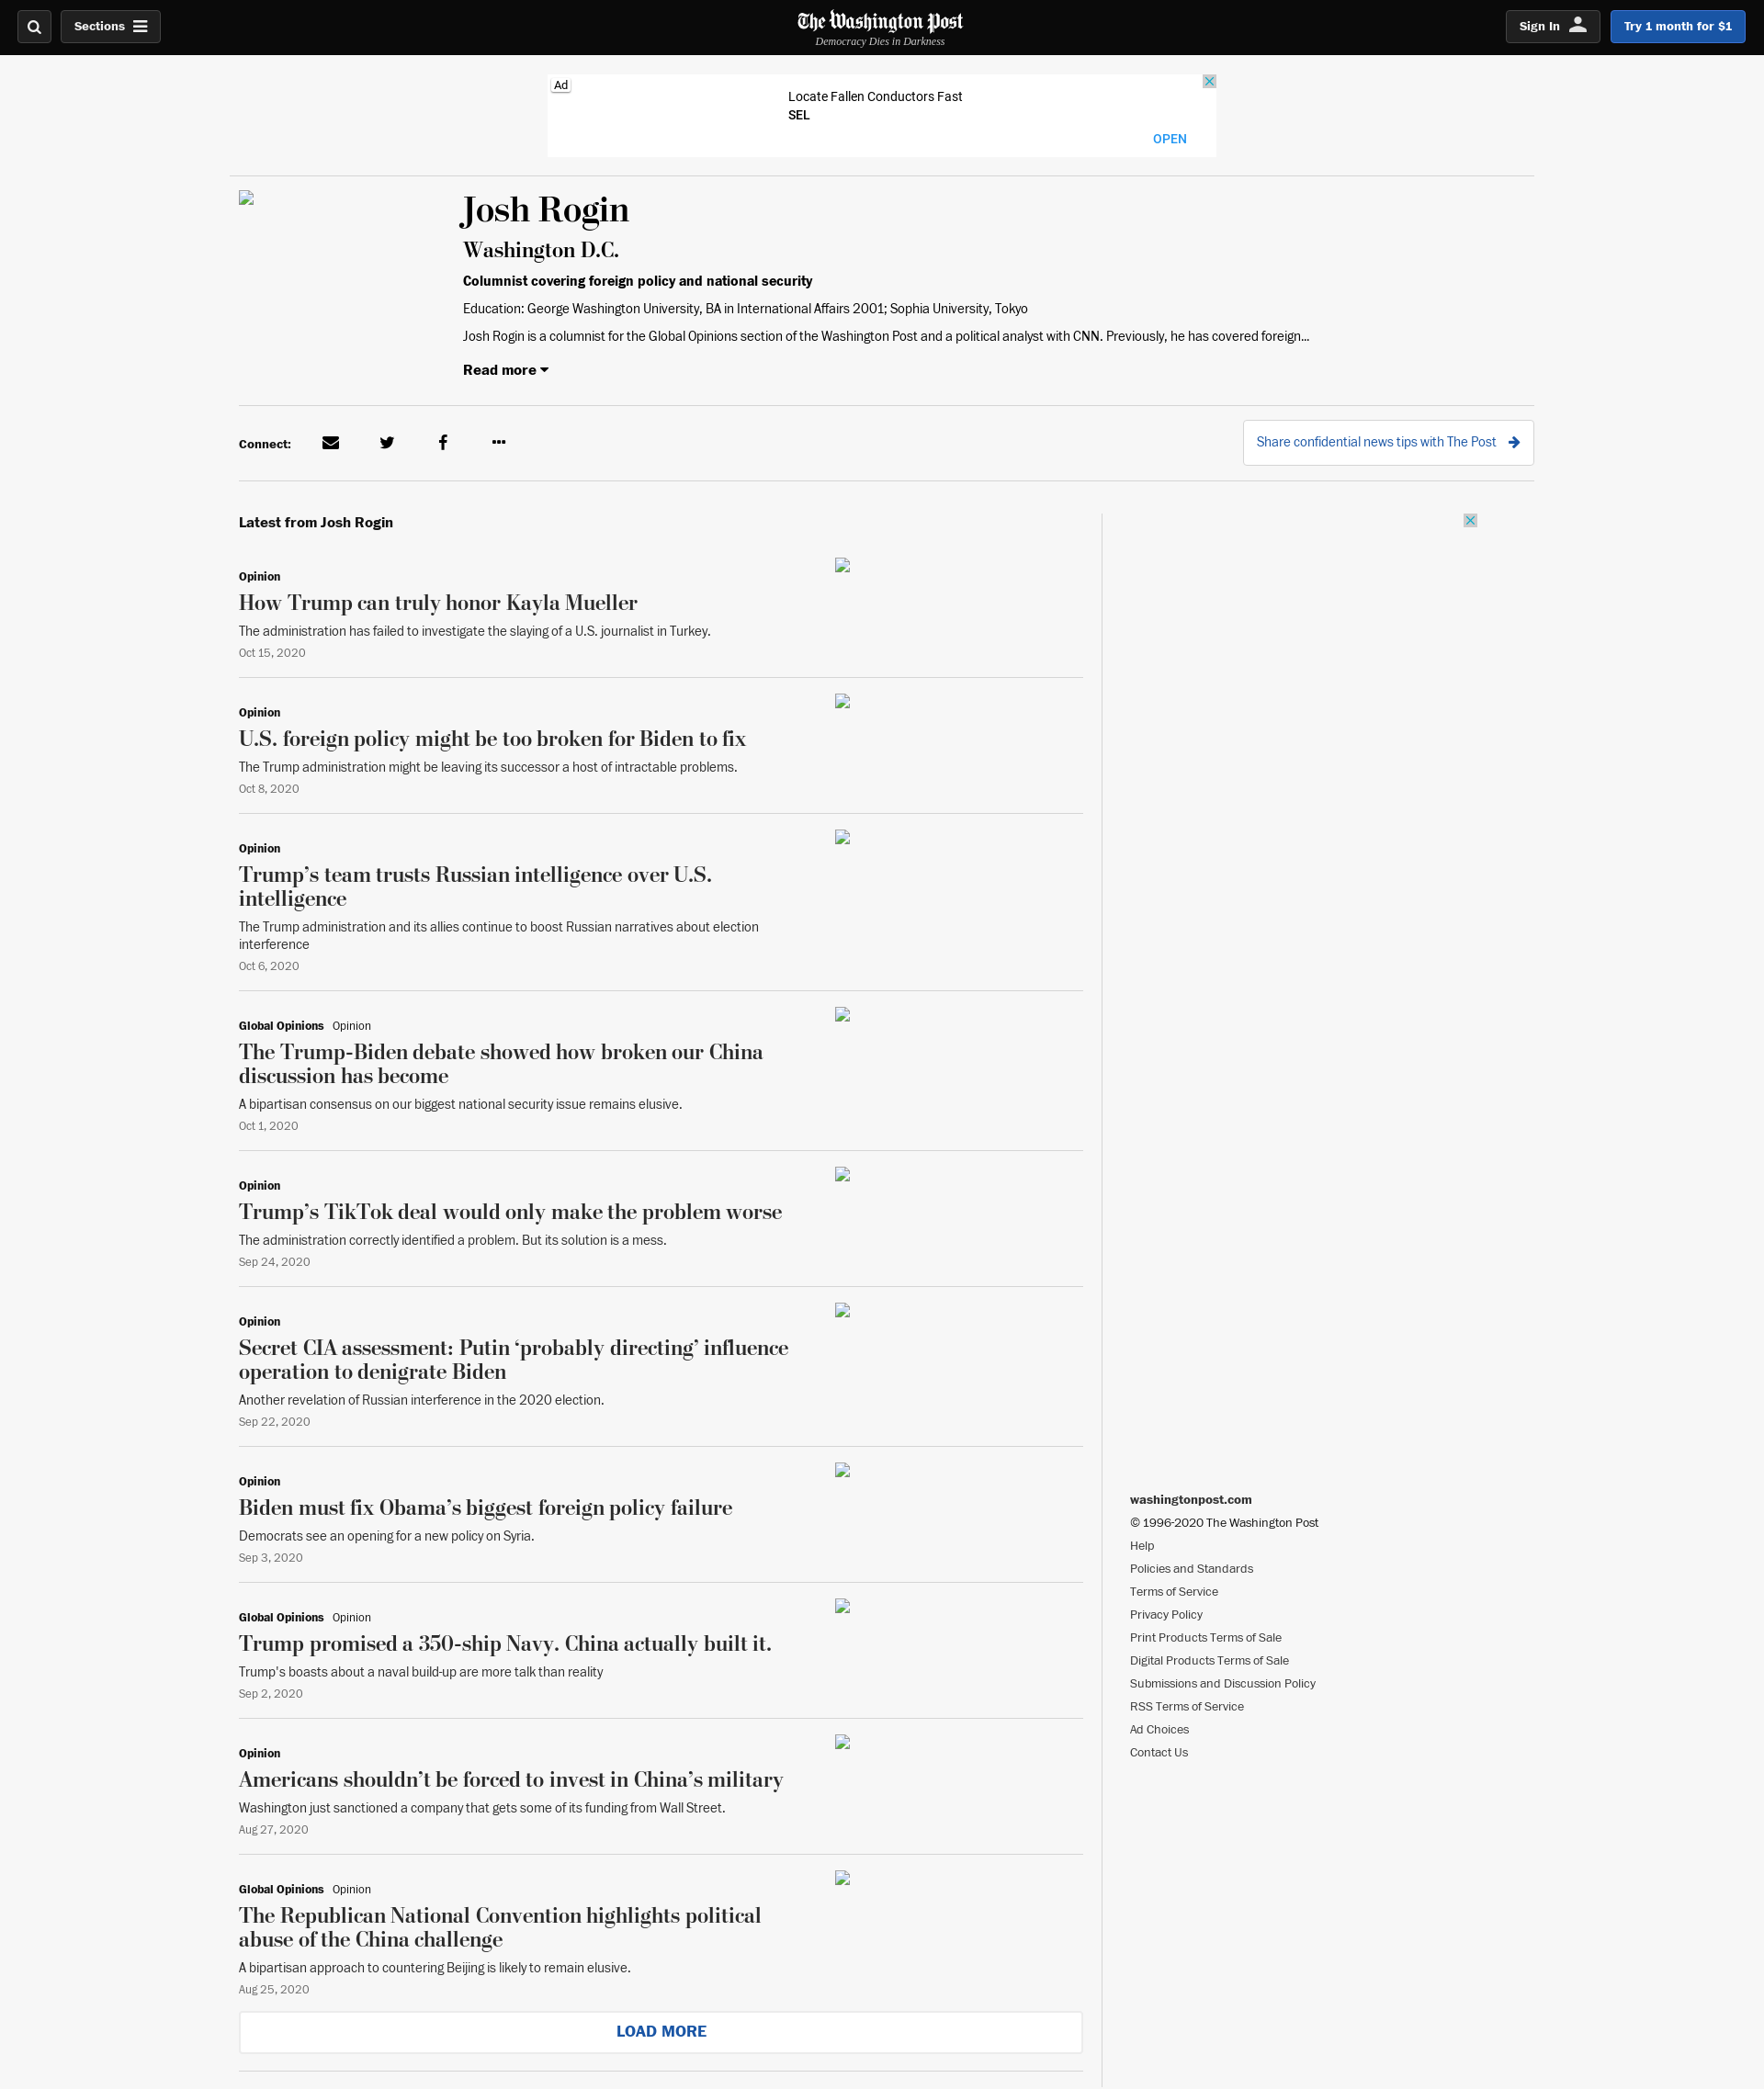 Sections
The Washington Post
Democracy Dies in Darkness
Sign In
Try 1 month for $1
Ad
Locate Fallen Conductors Fast
SEL
OPEN
Josh Rogin
Washington D.C.
Columnist covering foreign policy and national security
Education: George Washington University, BA in International Affairs 2001; Sophia University, Tokyo
Josh Rogin is a columnist for the Global Opinions section of the Washington Post and a political analyst with CNN. Previously, he has covered foreign...
Read more
Connect:
Share confidential news tips with The Post
Latest from Josh Rogin
Opinion
How Trump can truly honor Kayla Mueller
The administration has failed to investigate the slaying of a U.S. journalist in Turkey.
Oct 15, 2020
Opinion
U.S. foreign policy might be too broken for Biden to fix
The Trump administration might be leaving its successor a host of intractable problems.
Oct 8, 2020
Opinion
Trump’s team trusts Russian intelligence over U.S.
intelligence
The Trump administration and its allies continue to boost Russian narratives about election
interference
Oct 6, 2020
Global Opinions Opinion
The Trump-Biden debate showed how broken our China
discussion has become
A bipartisan consensus on our biggest national security issue remains elusive.
Oct 1, 2020
Opinion
Trump’s TikTok deal would only make the problem worse
The administration correctly identified a problem. But its solution is a mess.
Sep 24, 2020
Opinion
Secret CIA assessment: Putin ‘probably directing’ influence
operation to denigrate Biden
Another revelation of Russian interference in the 2020 election.
Sep 22, 2020
Opinion
Biden must fix Obama’s biggest foreign policy failure
Democrats see an opening for a new policy on Syria.
Sep 3, 2020
Global Opinions Opinion
Trump promised a 350-ship Navy. China actually built it.
Trump's boasts about a naval build-up are more talk than reality
Sep 2, 2020
Opinion
Americans shouldn’t be forced to invest in China’s military
Washington just sanctioned a company that gets some of its funding from Wall Street.
Aug 27, 2020
Global Opinions Opinion
The Republican National Convention highlights political
abuse of the China challenge
A bipartisan approach to countering Beijing is likely to remain elusive.
Aug 25, 2020
LOAD MORE
washingtonpost.com
© 1996-2020 The Washington Post
Help
Policies and Standards
Terms of Service
Privacy Policy
Print Products Terms of Sale
Digital Products Terms of Sale
Submissions and Discussion Policy
RSS Terms of Service
Ad Choices
Contact Us